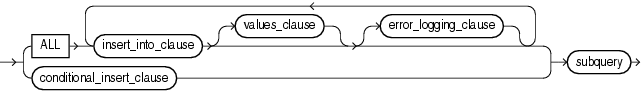 values_clause
error_logging_clause
ALL
insert_into_clause
subquery
conditional_insert_clause